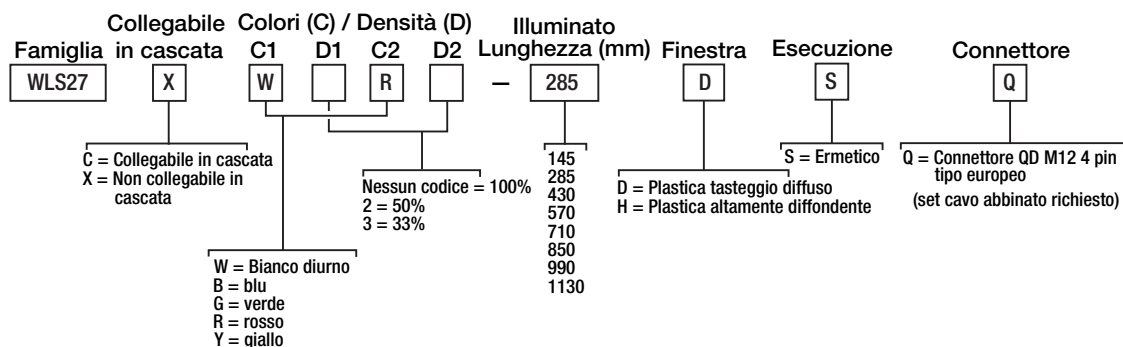 Famiglia
Collegabile
in cascata
Colori (C) / Densità (D)
C1 D1 C2 D2
Illuminato
Lunghezza (mm)
Finestra
Esecuzione
Connettore
WLS27 X W R – 285 D S Q
C = Collegabile in cascata
X = Non collegabile in
cascata
W = Bianco diurno
B = blu
G = verde
R = rosso
Y = giallo
Nessun codice = 100%
2 = 50%
3 = 33%
145
285
430
570
710
850
990
1130
D = Plastica tasteggio diffuso
H = Plastica altamente diffondente
S = Ermetico
Q = Connettore QD M12 4 pin
tipo europeo
(set cavo abbinato richiesto)